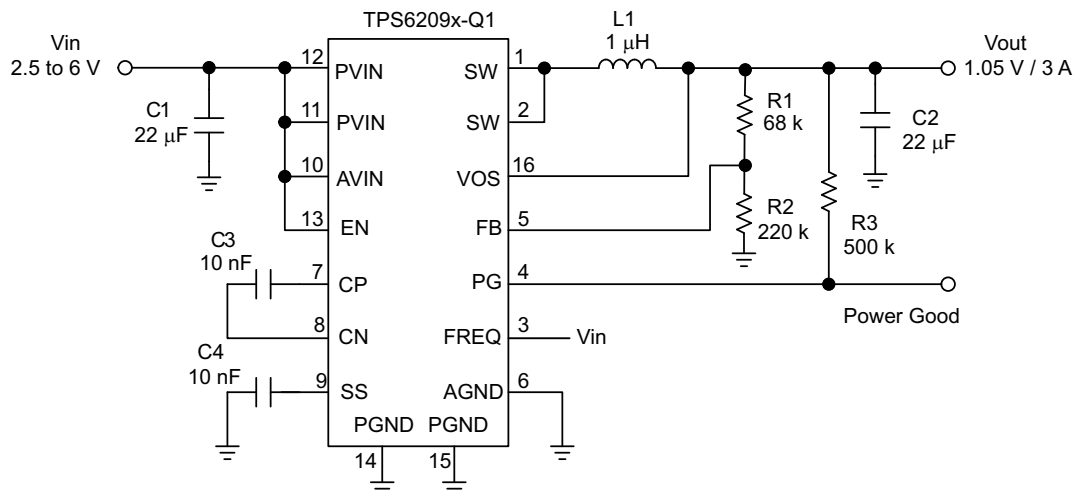 TPS6209x-Q1
L1
1 μH
Vin
2.5 to 6 V
Vout
1.05 V / 3 A
12
PVIN
SW
1
11
PVIN
SW
2
10
AVIN
VOS
16
13
EN
FB
5
7
CP
PG
4
8
CN
FREQ
3
Vin
9
SS
AGND
6
PGND
PGND
14
15
C1
22 μF
R1
68 k
C2
22 μF
R2
220 k
R3
500 k
C3
10 nF
Power Good
C4
10 nF